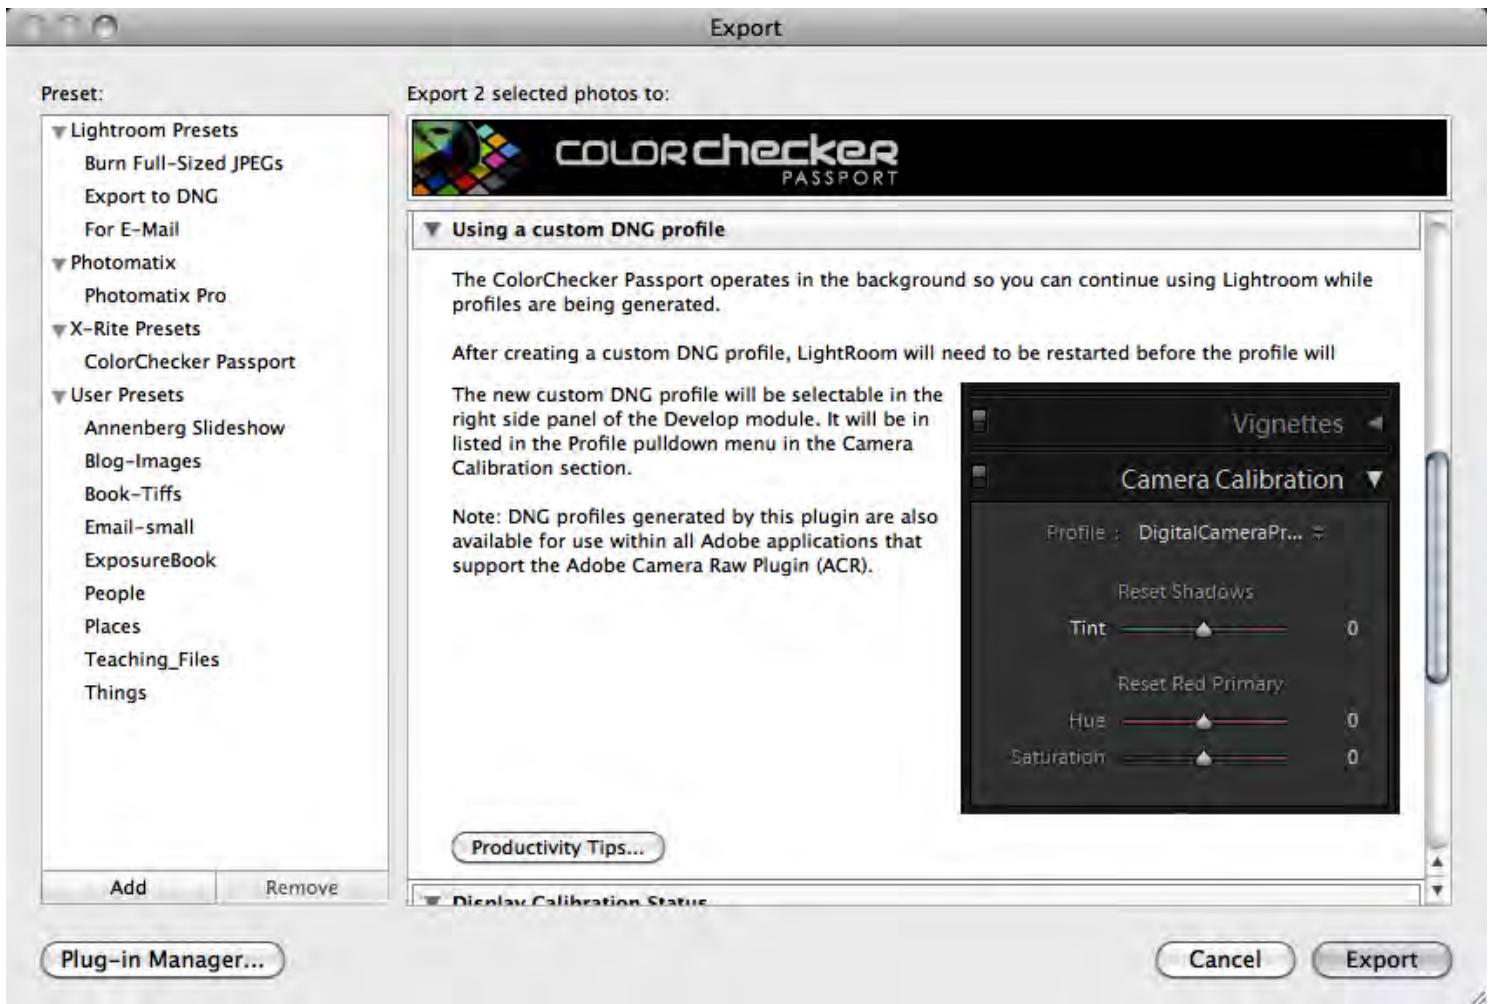 Export
Preset:
Lightroom Presets
Burn Full-Sized JPEGs
Export to DNG
For E-Mail
Photomatix
Photomatix Pro
X-Rite Presets
ColorChecker Passport
User Presets
Annenberg Slideshow
Blog-Images
Book-Tiffs
Email-small
ExposureBook
People
Places
Teaching_Files
Things
Add Remove
Plug-in Manager...
Export 2 selected photos to:
COLORcheckeR
PASSPORT
Using a custom DNG profile
The ColorChecker Passport operates in the background so you can continue using Lightroom while
profiles are being generated.
After creating a custom DNG profile, LightRoom will need to be restarted before the profile will
The new custom DNG profile will be selectable in the
right side panel of the Develop module. It will be in
listed in the Profile pulldown menu in the Camera
Calibration section.
Note: DNG profiles generated by this plugin are also
available for use within all Adobe applications that
support the Adobe Camera Raw Plugin (ACR).
Vignettes
Camera Calibration
Profile : DigitalCameraPr...
Reset Shadows
Tint 0
Reset Red Primary
Hue 0
Saturation 0
Productivity Tips...
Display Calibration Status
Cancel Export